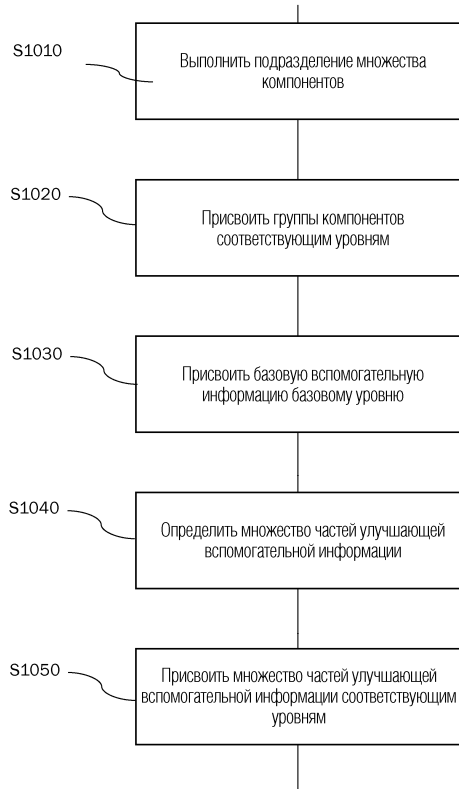 S1010
Выполнить подразделение множества
компонентов
S1020
Присвоить группы компонентов
соответствующим уровням
S1030
Присвоить базовую вспомогательную
информацию базовому уровню
S1040
Определить множество частей улучшающей
вспомогательной информации
S1050
Присвоить множество частей улучшающей
вспомогательной информации соответствующим
уровням